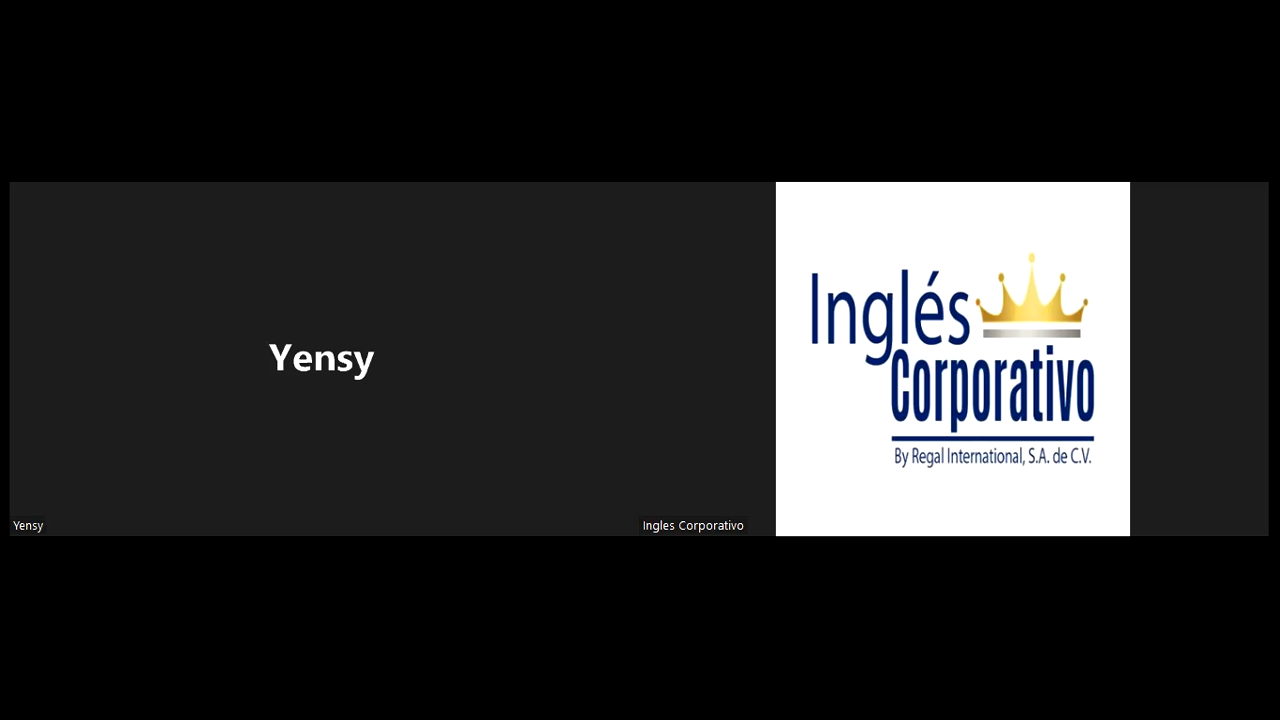 Yensy
Inglés
Corporativo
By Regal International, S.A. de C.V.
Yensy
Ingles Corporativo